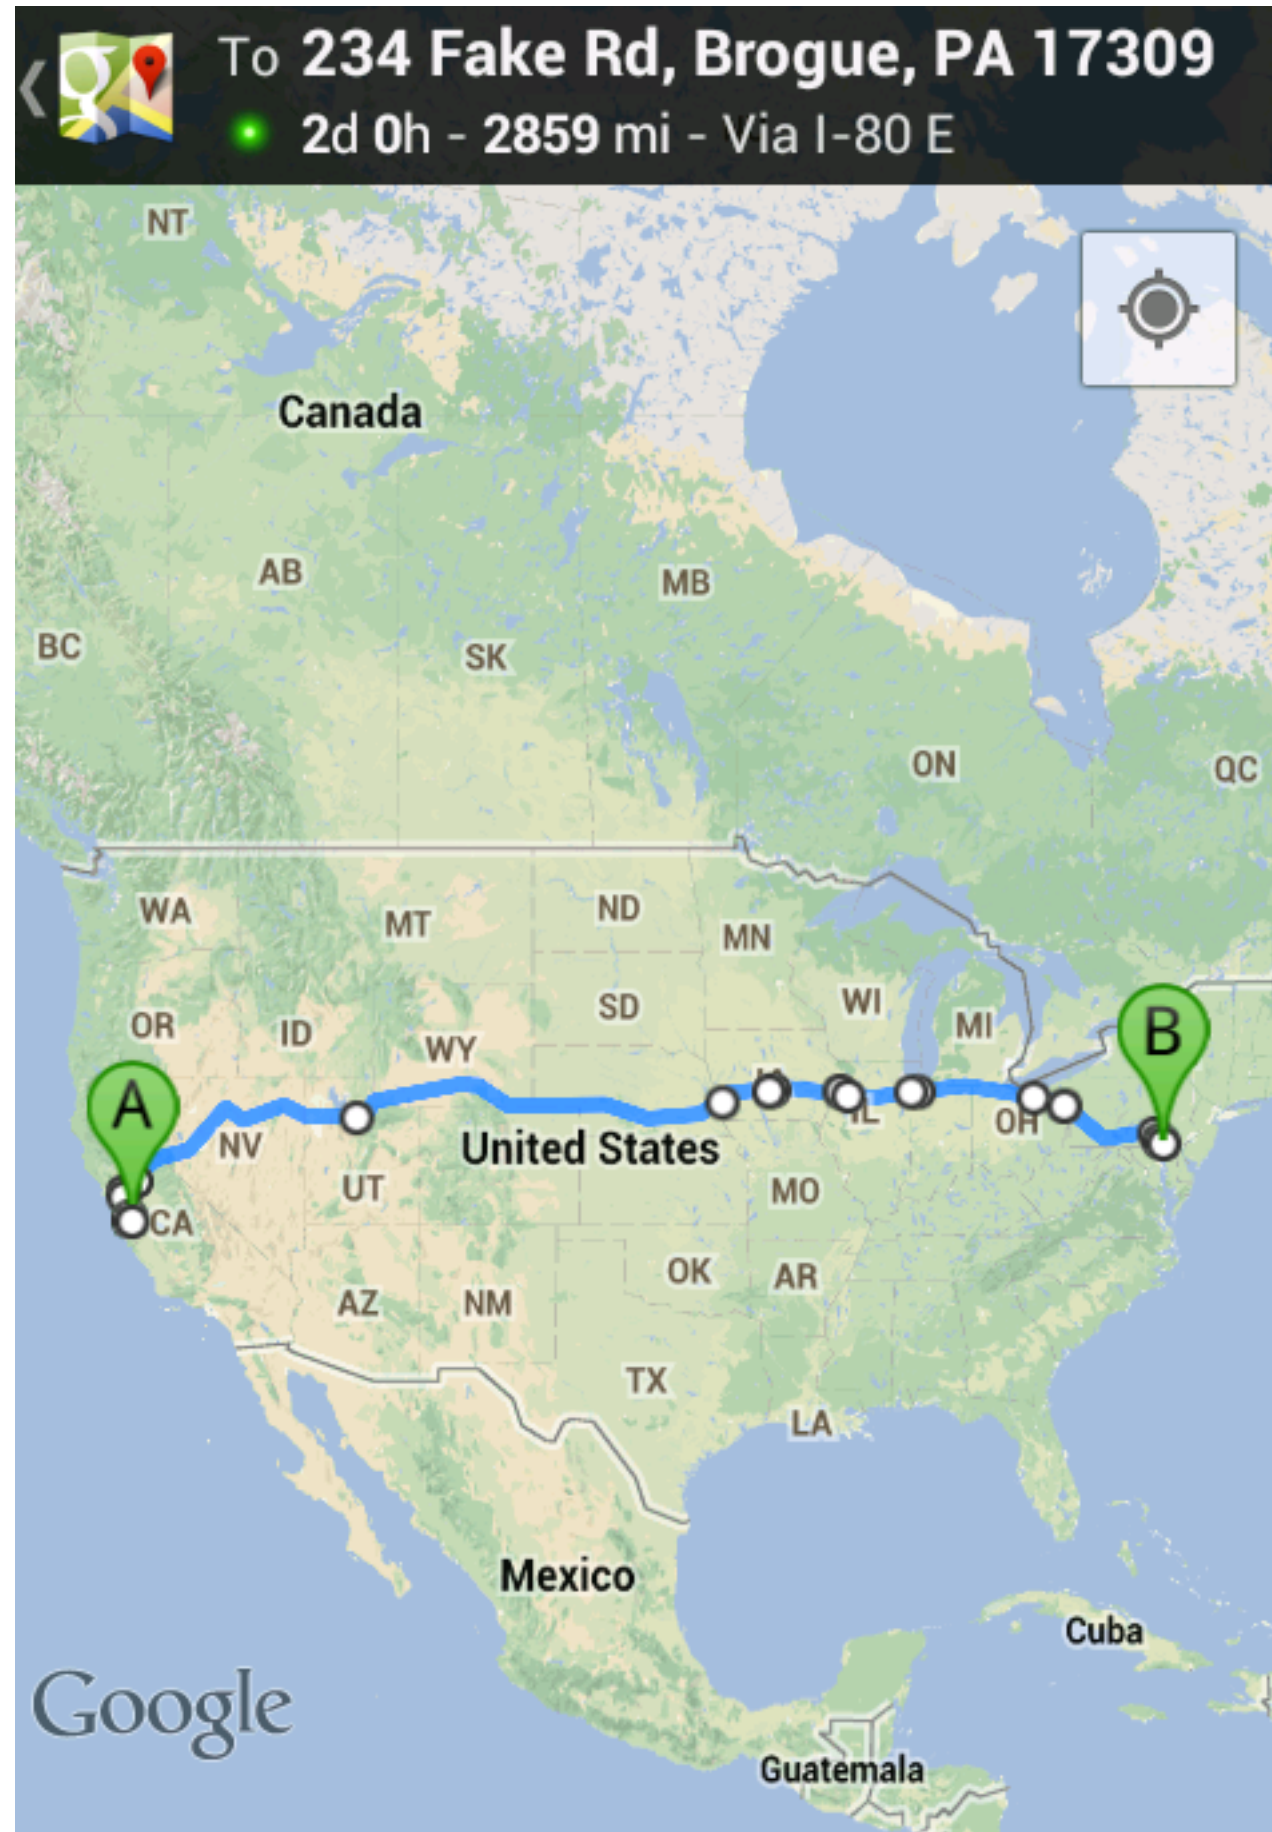 To 234 Fake Rd, Brogue, PA 17309
2d 0h - 2859 mi - Via I-80 E
NT
Canada
AB
MB
BC
SK
ON
QC
WA
MT
ND
MN
OR
ID
WY
SD
WI
MI
A
B
NV
United States
IL
OH
UT
MO
CA
OK
AR
AZ
NM
TX
LA
Mexico
Cuba
Google
Guatemala